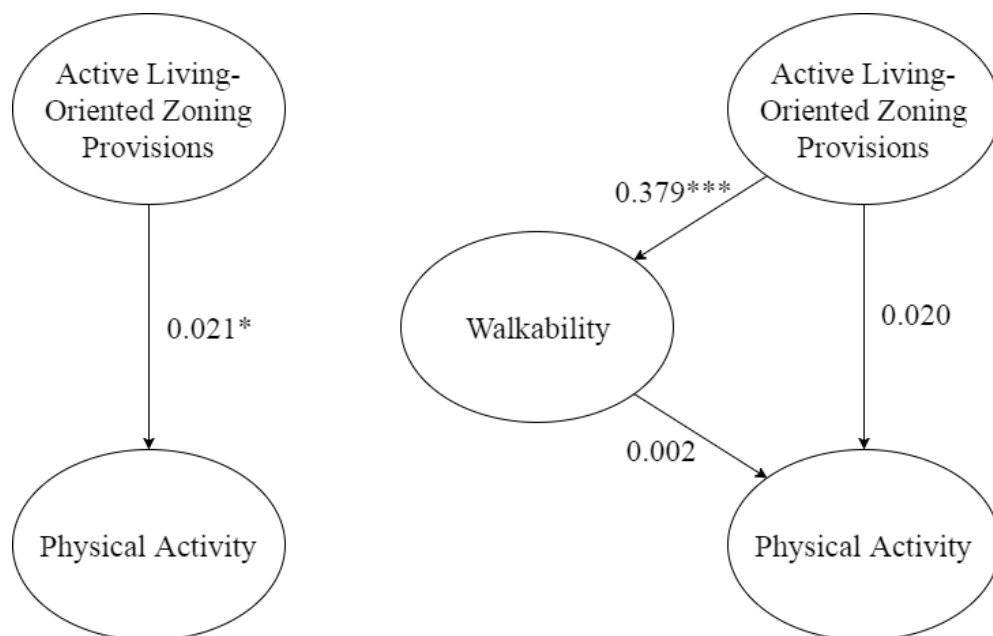 Active Living-
Oriented Zoning
Provisions
0.021*
Physical Activity
Active Living-
Oriented Zoning
Provisions
0.379***
Walkability
0.020
0.002
Physical Activity